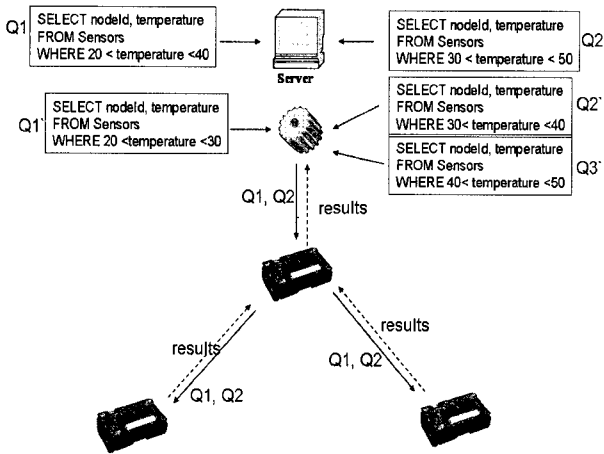 Q1
SELECT nodeId, temperature
FROM Sensors
WHERE 20 < temperature <40
Server
SELECT nodeId, temperature
FROM Sensors
WHERE 30 < temperature < 50
Q2
Q1`
SELECT nodeId, temperature
FROM Sensors
WHERE 20 <temperature <30
SELECT nodeId, temperature
FROM Sensors
WHERE 30< temperature <40
Q2`
SELECT nodeId, temperature
FROM Sensors
WHERE 40< temperature <50
Q3`
Q1, Q2
results
results
Q1, Q2
results
Q1, Q2